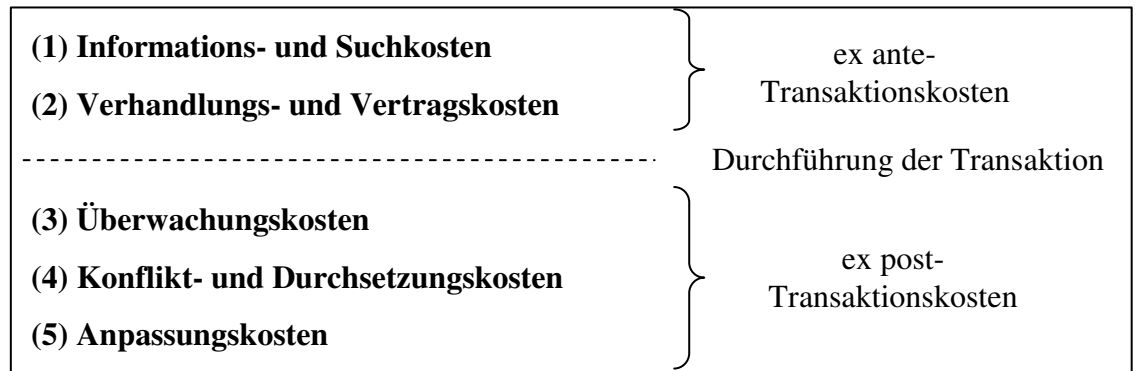 (1) Informations- und Suchkosten
(2) Verhandlungs- und Vertragskosten
ex ante-
Transaktionskosten
Durchführung der Transaktion
(3) Überwachungskosten
(4) Konflikt- und Durchsetzungskosten
(5) Anpassungskosten
ex post-
Transaktionskosten